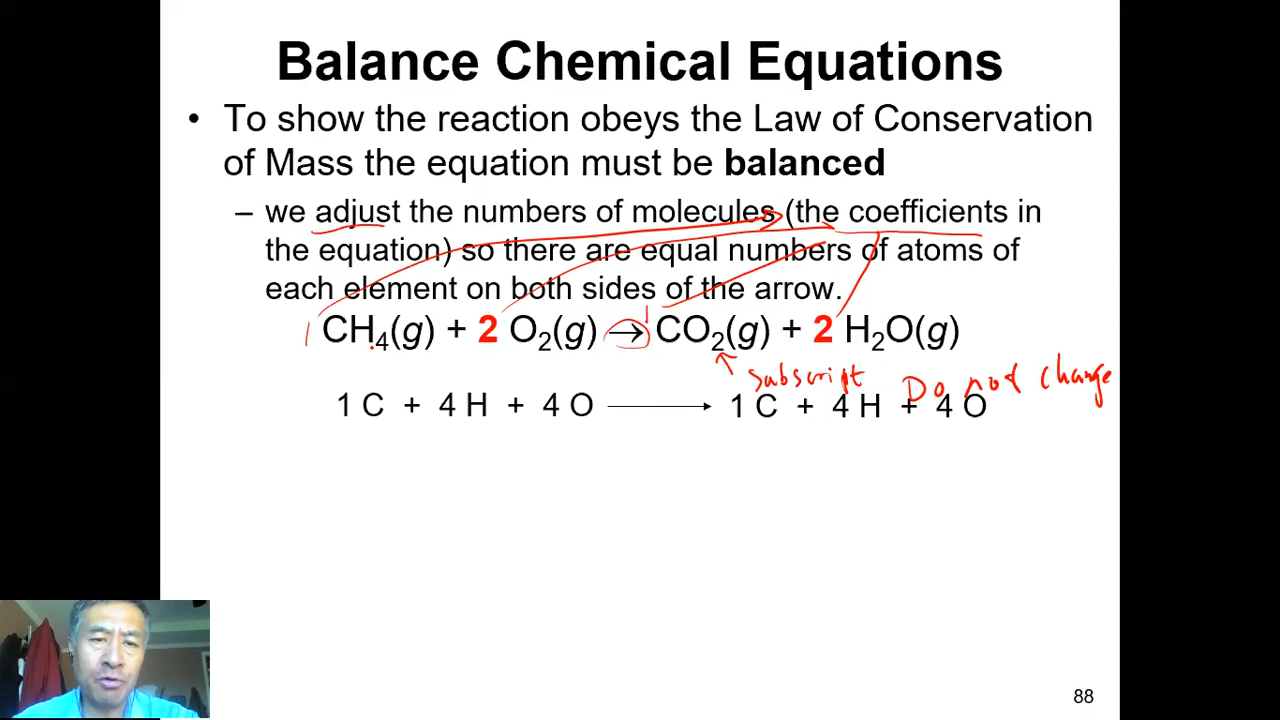 Balance Chemical Equations
• To show the reaction obeys the Law of Conservation
of Mass the equation must be balanced
– we adjust the numbers of molecules (the coefficients in
the equation) so there are equal numbers of atoms of
each element on both sides of the arrow.
1 CH₄(g) + 2 O₂(g) → 1 CO₂(g) + 2 H₂O(g)
subscript Do not change
1 C + 4 H + 4 O → 1 C + 4 H + 4 O
88